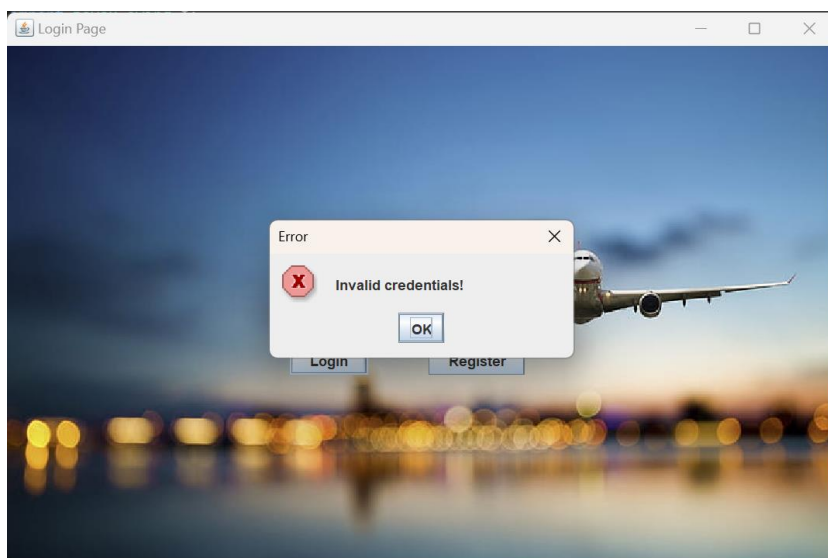 Login Page
Error
Invalid credentials!
OK
Login
Register